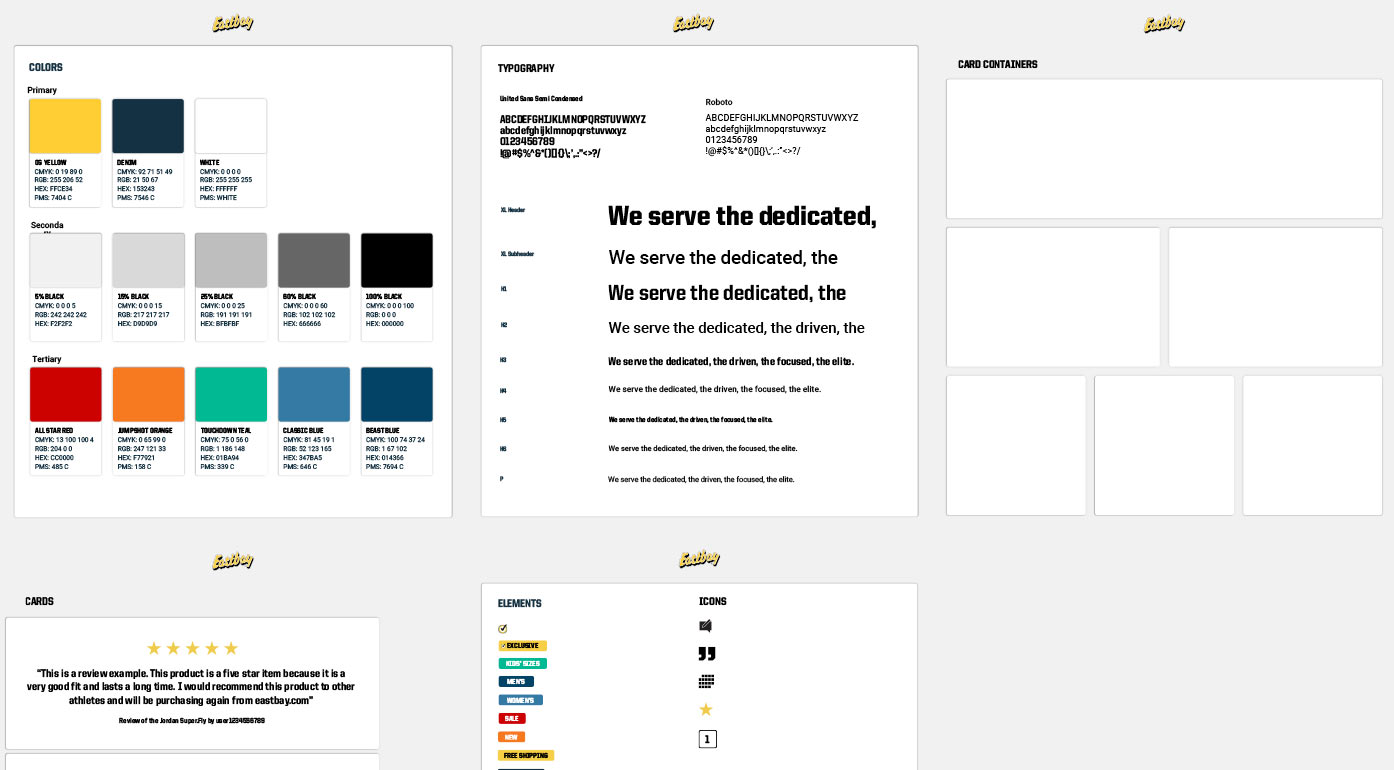 Eastbay
COLORS
Primary
OG YELLOW
CMYK: 0 19 89 0
RGB: 255 206 52
HEX: FFCE34
PMS: 7404 C
DENIM
CMYK: 92 71 51 49
RGB: 21 50 67
HEX: 153243
PMS: 7546 C
WHITE
CMYK: 0 0 0 0
RGB: 255 255 255
HEX: FFFFFF
PMS: WHITE
Seconda
5% BLACK
CMYK: 0 0 0 5
RGB: 242 242 242
HEX: F2F2F2
15% BLACK
CMYK: 0 0 0 15
RGB: 217 217 217
HEX: D9D9D9
25% BLACK
CMYK: 0 0 0 25
RGB: 191 191 191
HEX: BFBFBF
60% BLACK
CMYK: 0 0 0 60
RGB: 102 102 102
HEX: 666666
100% BLACK
CMYK: 0 0 0 100
RGB: 0 0 0
HEX: 000000
Tertiary
ALL STAR RED
CMYK: 13 100 100 4
RGB: 204 0 0
HEX: CC0000
PMS: 485 C
JUMPSHOT ORANGE
CMYK: 0 65 99 0
RGB: 247 121 33
HEX: F77921
PMS: 158 C
TOUCHDOWN TEAL
CMYK: 75 0 56 0
RGB: 1 186 148
HEX: 01BA94
PMS: 339 C
CLASSIC BLUE
CMYK: 81 45 19 1
RGB: 52 123 165
HEX: 347BA5
PMS: 646 C
BEAST BLUE
CMYK: 100 74 37 24
RGB: 1 67 102
HEX: 014366
PMS: 7694 C
Eastbay
TYPOGRAPHY
United Sans Semi Condensed
ABCDEFGHIJKLMNOPQRSTUVWXYZ
abcdefghijklmnopqrstuvwxyz
0123456789
!@#$%^&*()[]{}\;',.:"<>?/
Roboto
ABCDEFGHIJKLMNOPQRSTUVWXYZ
abcdefghijklmnopqrstuvwxyz
0123456789
!@#$%^&*()[]{}\;',.:"<>?/
XL Header
We serve the dedicated,
XL Subheader
We serve the dedicated, the
H1
We serve the dedicated, the
H2
We serve the dedicated, the driven, the
H3
We serve the dedicated, the driven, the focused, the elite.
H4
We serve the dedicated, the driven, the focused, the elite.
H5
We serve the dedicated, the driven, the focused, the elite.
H6
We serve the dedicated, the driven, the focused, the elite.
P
We serve the dedicated, the driven, the focused, the elite.
Eastbay
CARD CONTAINERS
Eastbay
CARDS
"This is a review example. This product is a five star item because it is a
very good fit and lasts a long time. I would recommend this product to other
athletes and will be purchasing again from eastbay.com"
Review of the Jordan Super.Fly by user1234556789
Eastbay
ELEMENTS
EXCLUSIVE
KIDS' SIZES
MEN'S
WOMEN'S
SALE
NEW
FREE SHIPPING
ICONS
1